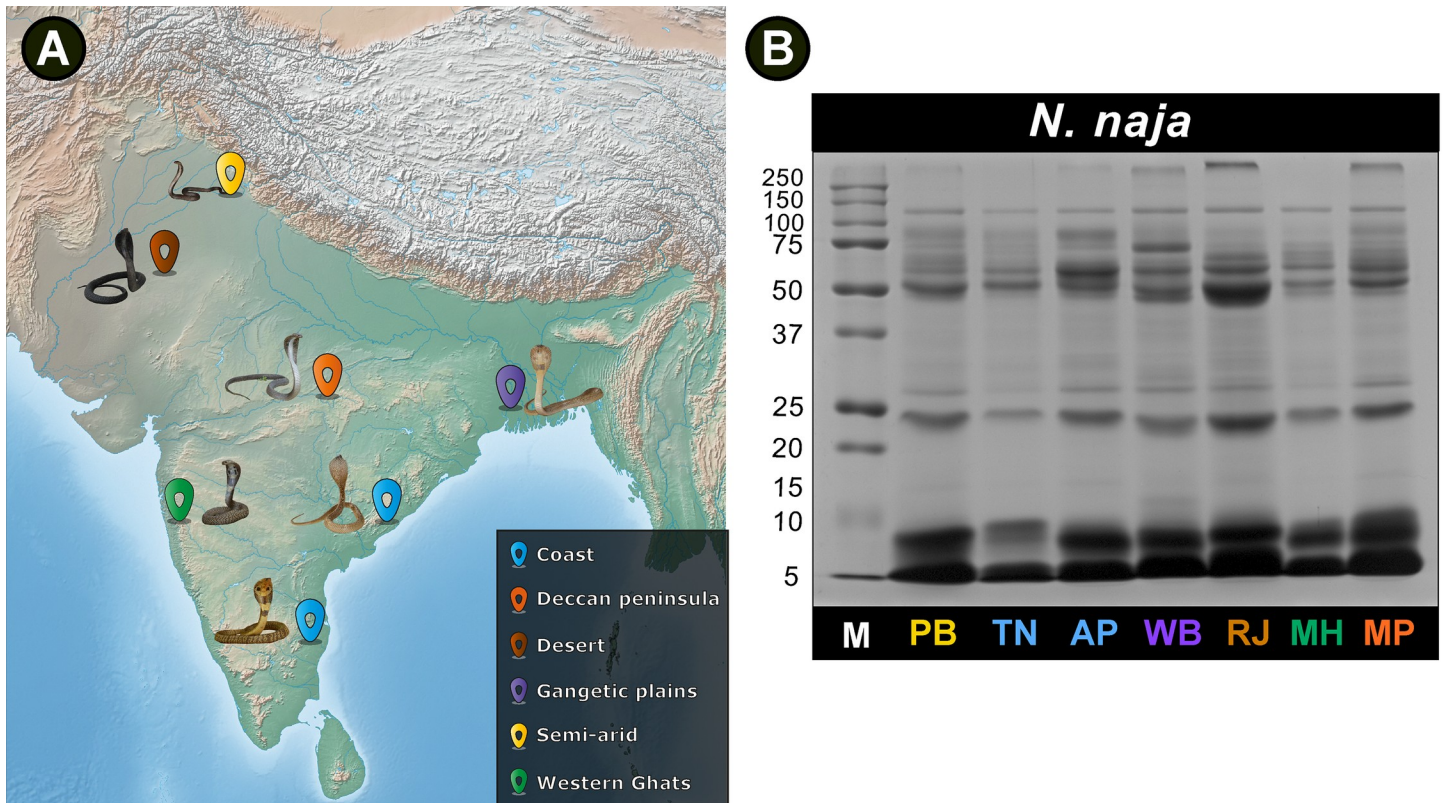 A
Coast
Deccan peninsula
Desert
Gangetic plains
Semi-arid
Western Ghats
B
N. naja
250
150
100
75
50
37
25
20
15
10
5
M PB TN AP WB RJ MH MP